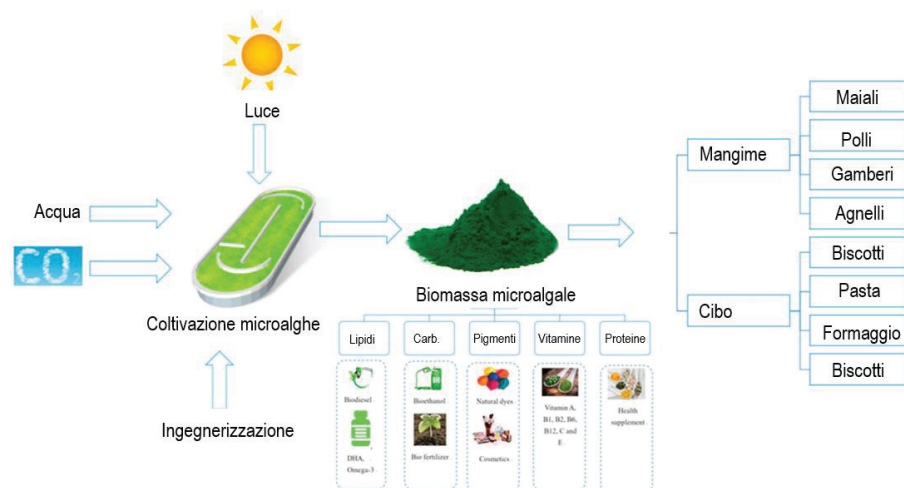 Luce
Acqua
CO2
Coltivazione microalghe
Ingegnerizzazione
Biomassa microalgale
Lipidi
Biodiesel
DHA,
Omega-3
Carb.
Bioethanol
Bio fertilizer
Pigmenti
Natural dyes
Cosmetics
Vitamine
Vitamin A,
B1, B2, B6,
B12, C and
E
Proteine
Health
supplement
Mangime
Maiali
Polli
Gamberi
Agnelli
Cibo
Biscotti
Pasta
Formaggio
Biscotti